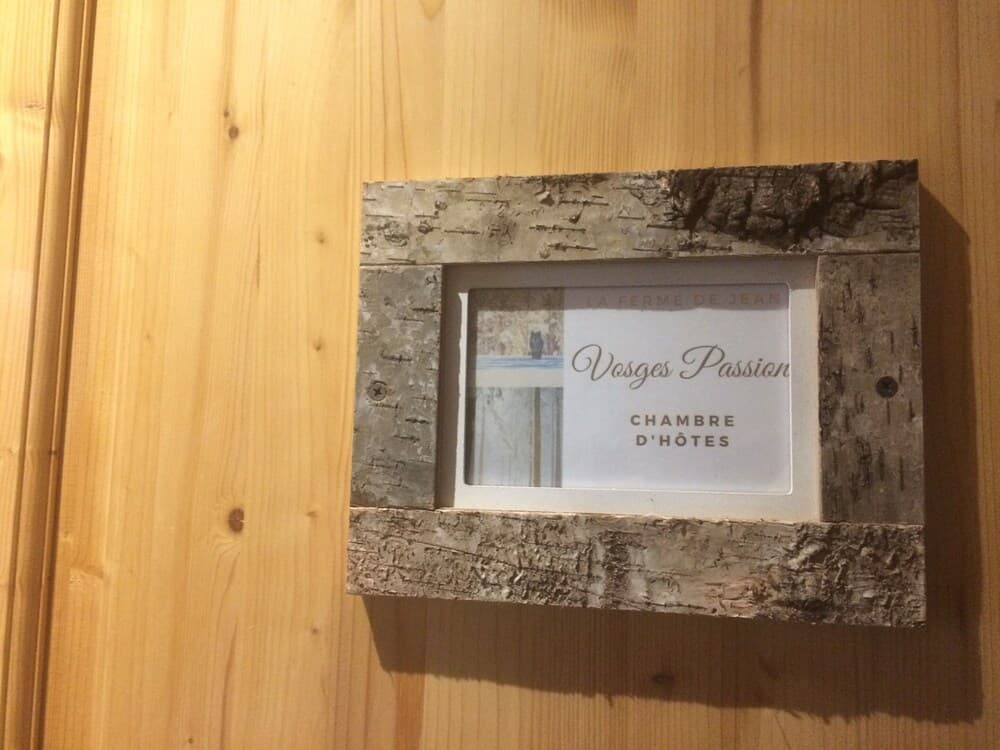 LA FERME DE JEAN
Vosges Passion
CHAMBRE
D'HÔTES